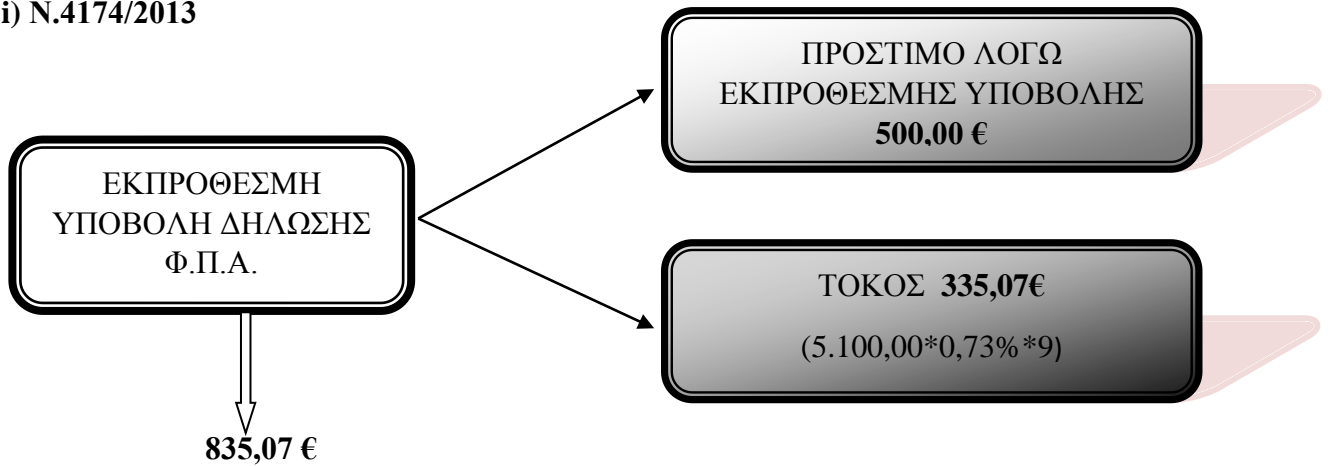 i) Ν.4174/2013
ΠΡΟΣΤΙΜΟ ΛΟΓΩ
ΕΚΠΡΟΘΕΣΜΗΣ ΥΠΟΒΟΛΗΣ
500,00 €
ΕΚΠΡΟΘΕΣΜΗ
ΥΠΟΒΟΛΗ ΔΗΛΩΣΗΣ
Φ.Π.Α.
ΤΟΚΟΣ 335,07€
(5.100,00*0,73%*9)
835,07 €